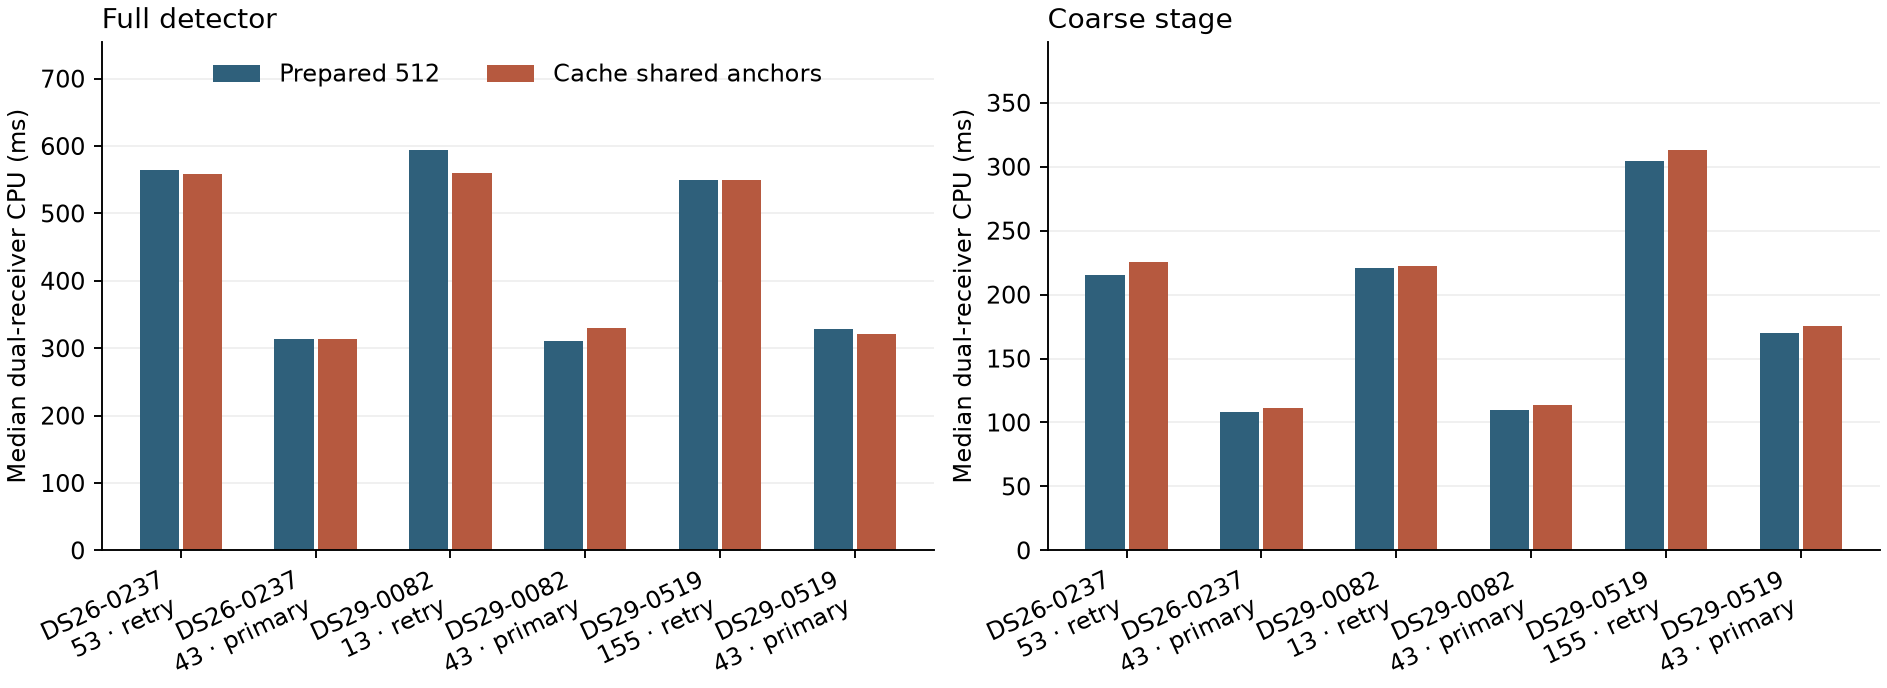 Full detector
Prepared 512
Cache shared anchors
Median dual-receiver CPU (ms)
700
600
500
400
300
200
100
0
DS26-0237
53 · retry
DS26-0237
43 · primary
DS29-0082
13 · retry
DS29-0082
43 · primary
DS29-0519
155 · retry
DS29-0519
43 · primary
Coarse stage
Median dual-receiver CPU (ms)
350
300
250
200
150
100
50
0
DS26-0237
53 · retry
DS26-0237
43 · primary
DS29-0082
13 · retry
DS29-0082
43 · primary
DS29-0519
155 · retry
DS29-0519
43 · primary